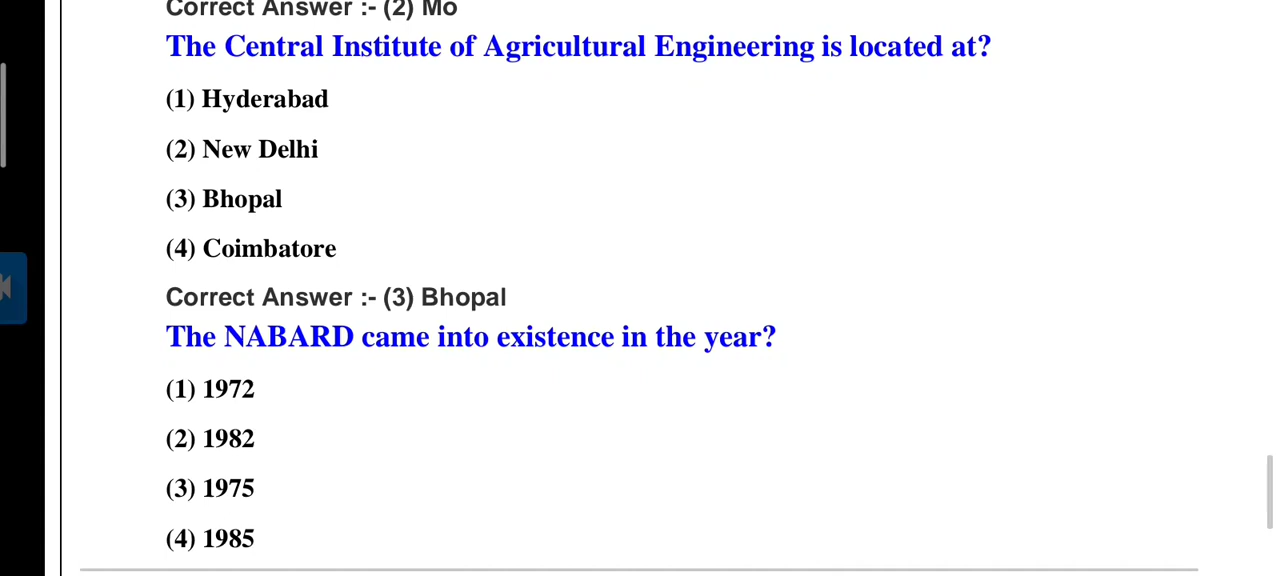 Correct Answer :- (2) Mo
The Central Institute of Agricultural Engineering is located at?
(1) Hyderabad
(2) New Delhi
(3) Bhopal
(4) Coimbatore
Correct Answer :- (3) Bhopal
The NABARD came into existence in the year?
(1) 1972
(2) 1982
(3) 1975
(4) 1985